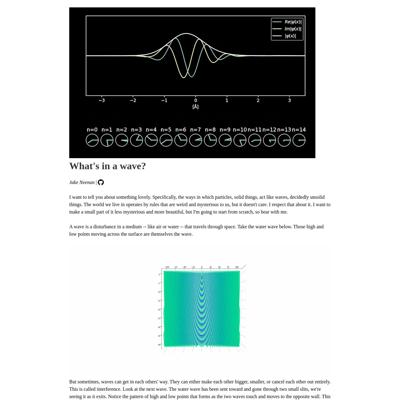 Re|ψ(x)|
Im|ψ(x)|
|ψ(x)|
−3 −2 −1 0 1 2 3
[Å]
n=0 n=1 n=2 n=3 n=4 n=5 n=6 n=7 n=8 n=9 n=10 n=11 n=12 n=13 n=14
What's in a wave?
Jake Neenan |
I want to tell you about something lovely. Specifically, the ways in which particles, solid things, act like waves, decidedly unsolid
things. The world we live in operates by rules that are weird and mysterious to us, but it doesn't care. I respect that about it. I want to
make a small part of it less mysterious and more beautiful, but I'm going to start from scratch, so bear with me.
A wave is a disturbance in a medium -- like air or water -- that travels through space. Take the water wave below. Those high and
low points moving across the surface are themselves the wave.
But sometimes, waves can get in each others' way. They can either make each other bigger, smaller, or cancel each other out entirely.
This is called interference. Look at the next wave. The water wave has been sent toward and gone through two small slits, we're
seeing it as it exits. Notice the pattern of high and low points that forms as the two waves touch and moves to the opposite wall. This